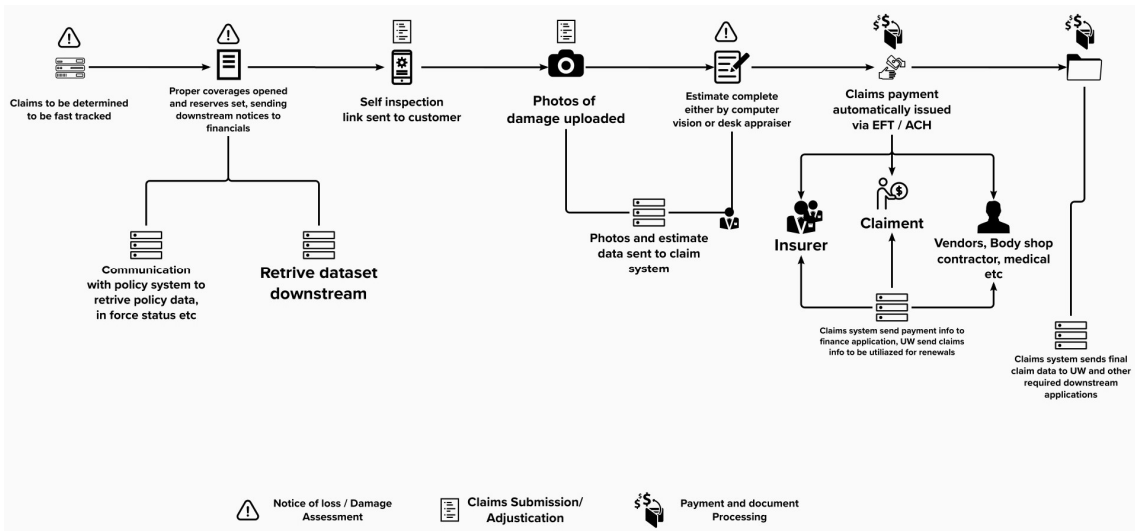 Claims to be determined
to be fast tracked
Proper coverages opened
and reserves set, sending
downstream notices to
financials
Self inspection
link sent to customer
Photos of
damage uploaded
Estimate complete
either by computer
vision or desk appraiser
Claims payment
automatically issued
via EFT / ACH
Communication
with policy system to
retrive policy data,
in force status etc
Retrive dataset
downstream
Photos and estimate
data sent to claim
system
Insurer
Claiment
Vendors, Body shop
contractor, medical
etc
Claims system send payment info to
finance application, UW send claims
info to be utiliazed for renewals
Claims system sends final
claim data to UW and other
required downstream
applications
Notice of loss / Damage
Assessment
Claims Submission/
Adjustication
Payment and document
Processing